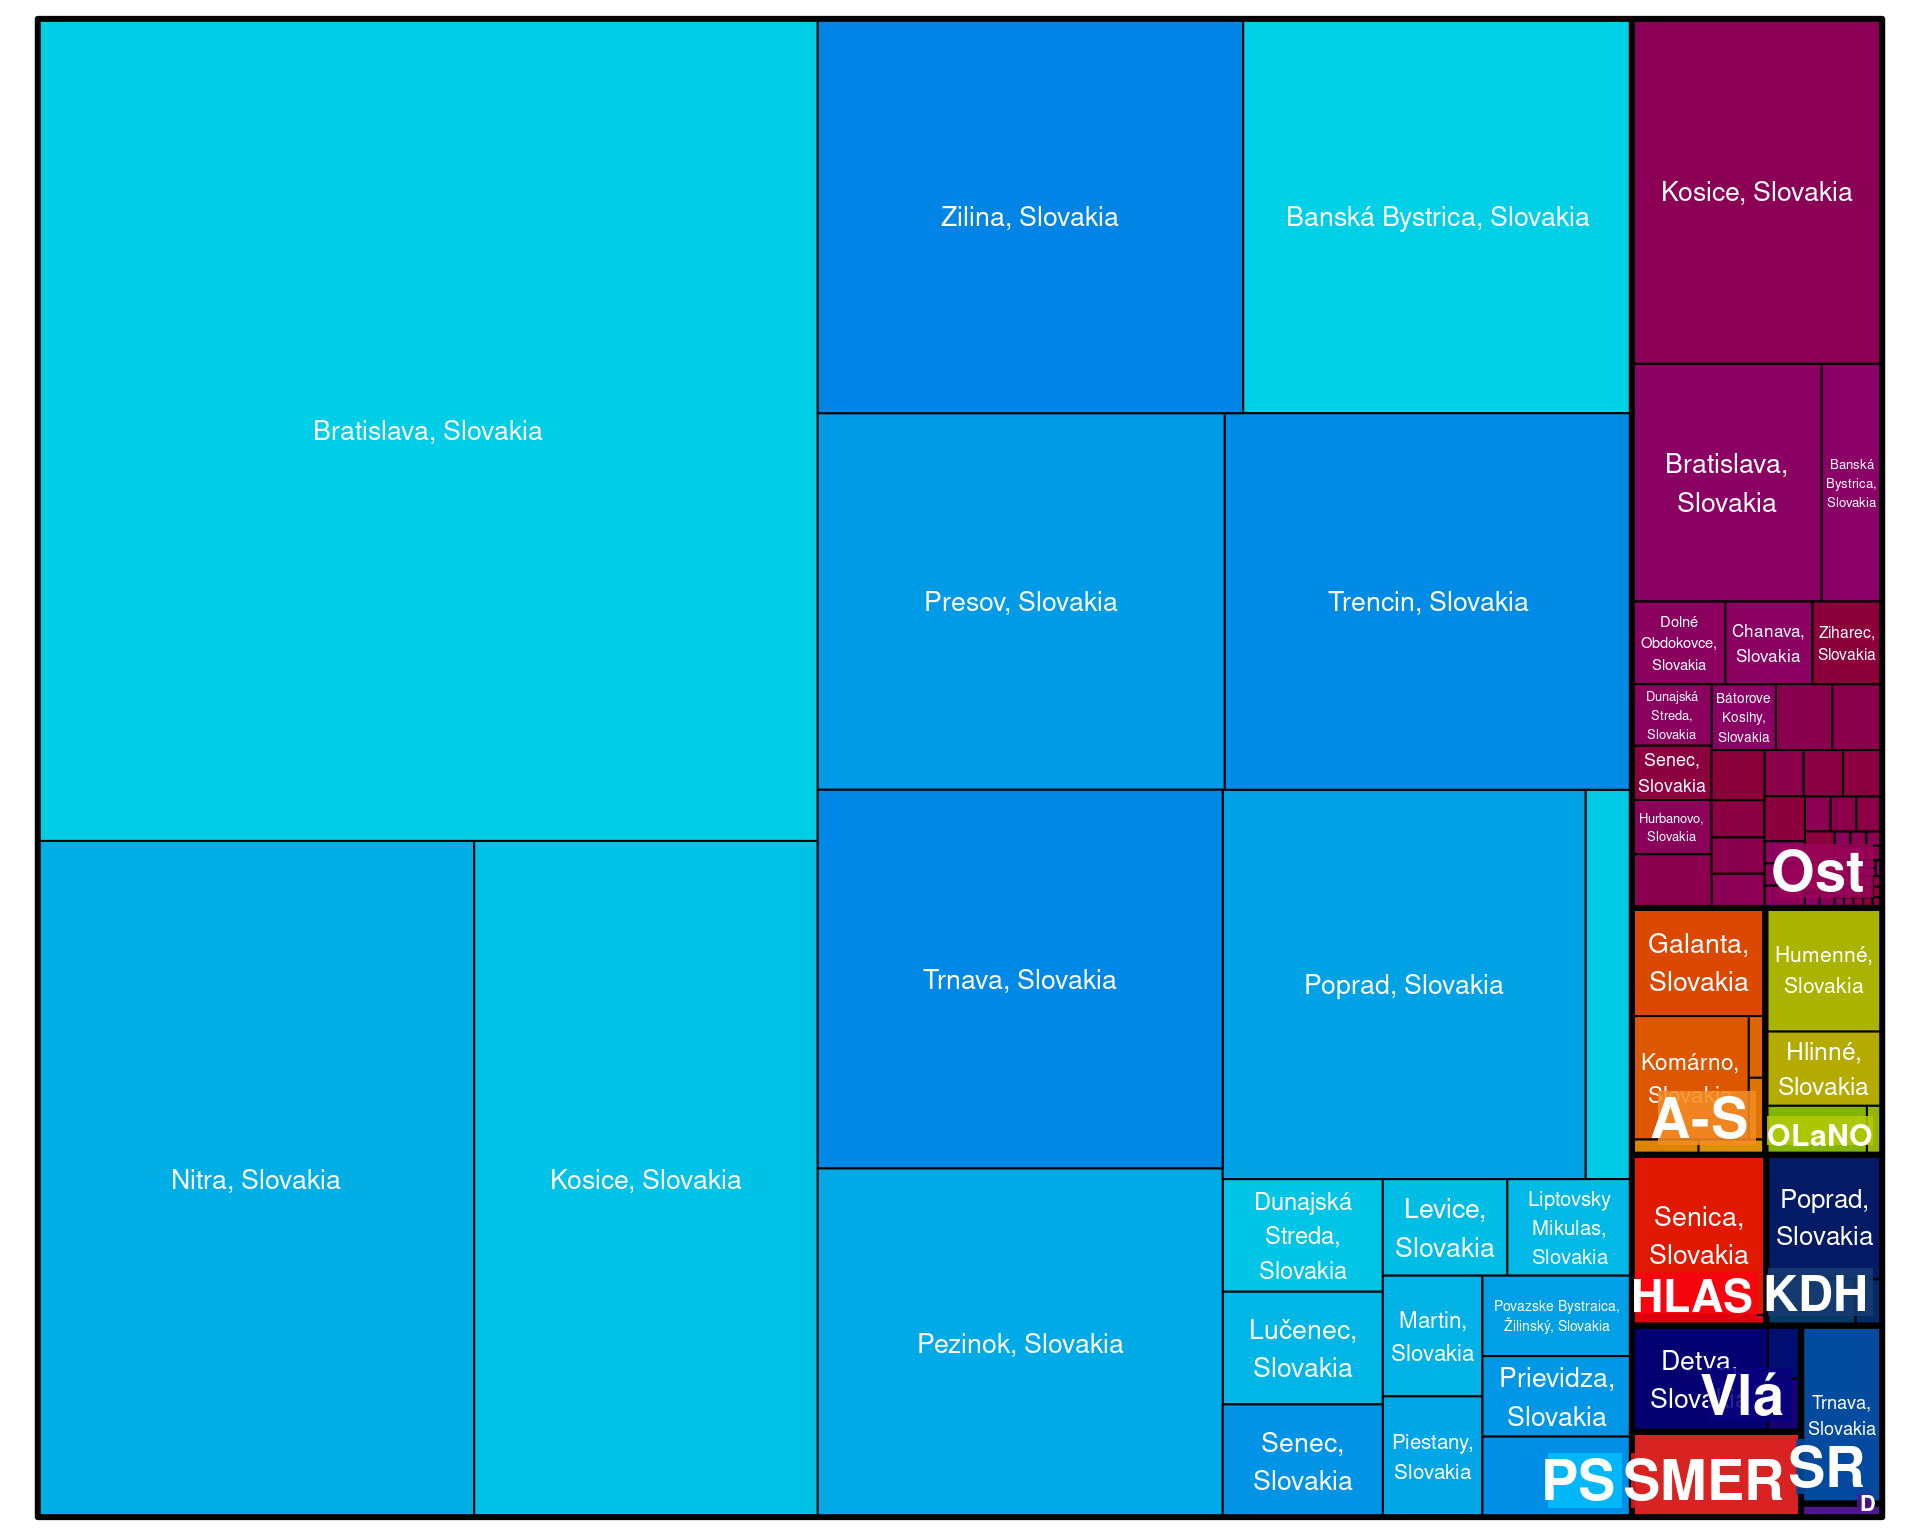 Bratislava, Slovakia
Nitra, Slovakia
Kosice, Slovakia
Zilina, Slovakia
Banská Bystrica, Slovakia
Presov, Slovakia
Trencin, Slovakia
Trnava, Slovakia
Poprad, Slovakia
Pezinok, Slovakia
Dunajská
Streda,
Slovakia
Levice,
Slovakia
Liptovsky
Mikulas,
Slovakia
Lučenec,
Slovakia
Martin,
Slovakia
Povazske Bystraica,
Žilinský, Slovakia
Prievidza,
Slovakia
Senec,
Slovakia
Piestany,
Slovakia
PS
Kosice, Slovakia
Bratislava,
Slovakia
Banská
Bystrica,
Slovakia
Dolné
Obdokovce,
Slovakia
Chanava,
Slovakia
Ziharec,
Slovakia
Dunajská
Streda,
Slovakia
Bátorove
Kosihy,
Slovakia
Senec,
Slovakia
Hurbanovo,
Slovakia
Ost
Galanta,
Slovakia
Komárno,
Slovakia
A-S
Humenné,
Slovakia
Hlinné,
Slovakia
OLaNO
Senica,
Slovakia
HLAS
Poprad,
Slovakia
KDH
Detva,
Slovakia
Vlá
Trnava,
Slovakia
SR
SMER
D